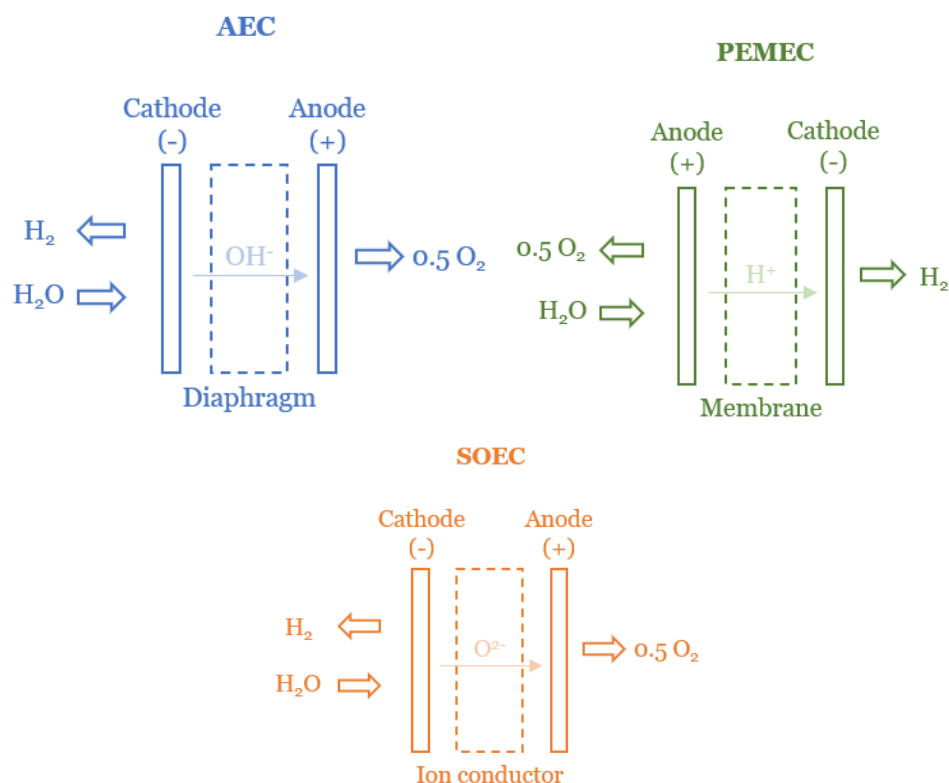 AEC
Cathode
(-)
Anode
(+)
H₂
H₂O
OH⁻
0.5 O₂
Diaphragm
PEMEC
Anode
(+)
Cathode
(-)
0.5 O₂
H₂O
H⁺
H₂
Membrane
SOEC
Cathode
(-)
Anode
(+)
H₂
H₂O
O²⁻
0.5 O₂
Ion conductor